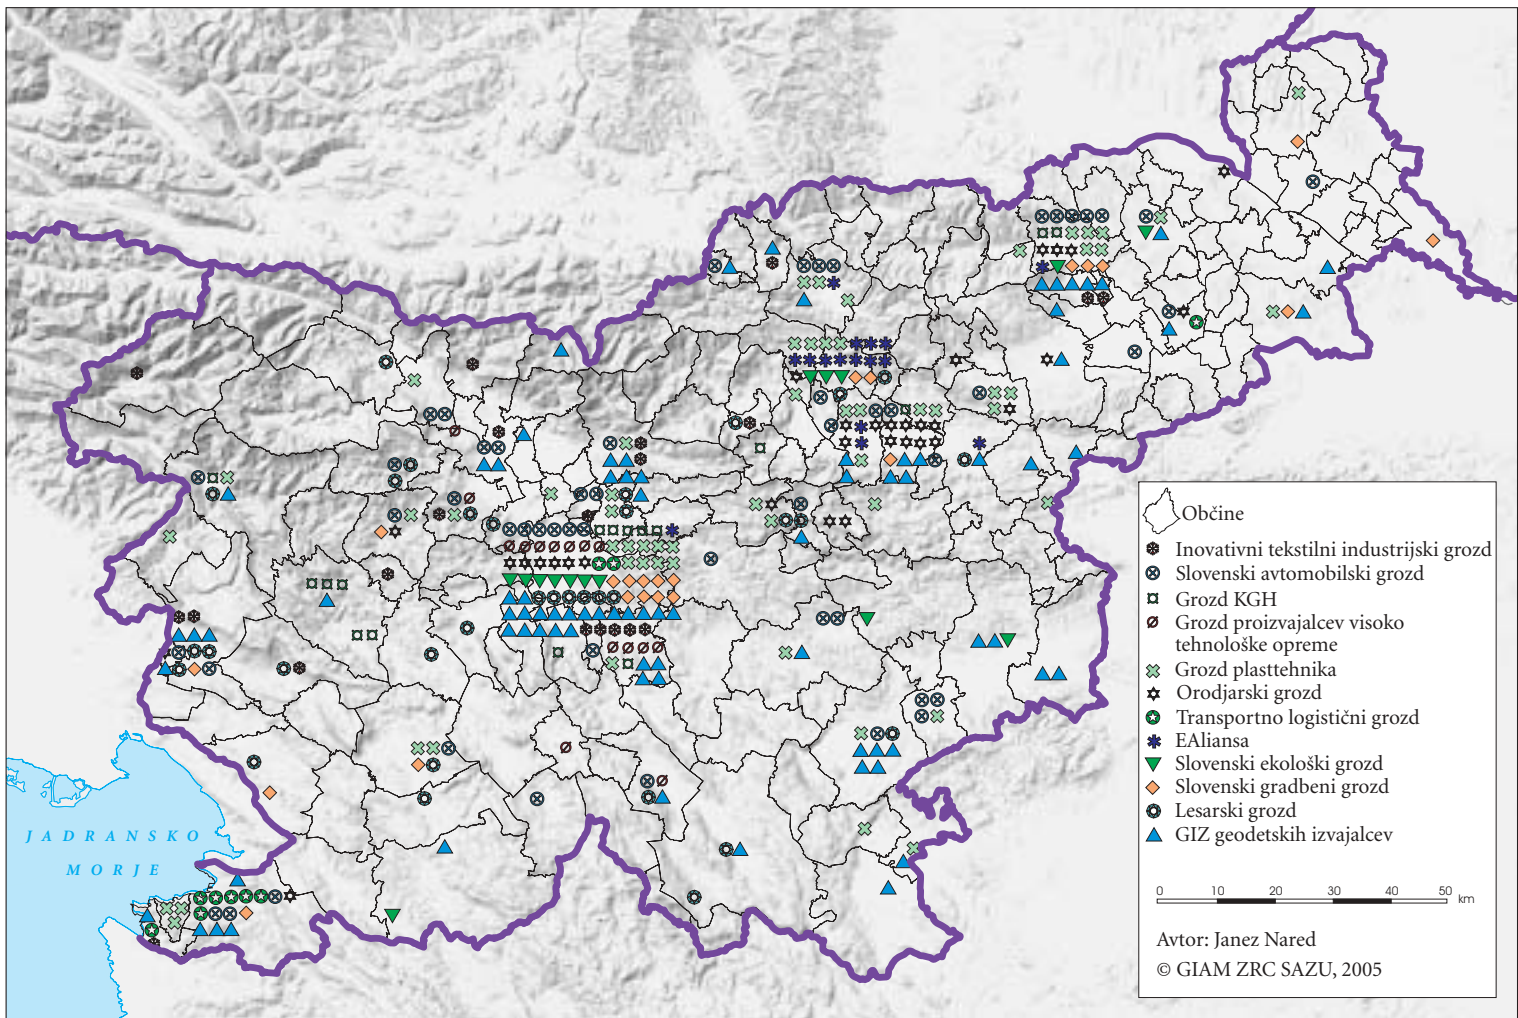 JADRANSKO
MORJE
Občine
Inovativni tekstilni industrijski grozd
Slovenski avtomobilski grozd
Grozd KGH
Grozd proizvajalcev visoko
tehnološke opreme
Grozd plasttehnika
Orodjarski grozd
Transportno logistični grozd
EAliansa
Slovenski ekološki grozd
Slovenski gradbeni grozd
Lesarski grozd
GIZ geodetskih izvajalcev
0 10 20 30 40 50 km
Avtor: Janez Nared
© GIAM ZRC SAZU, 2005